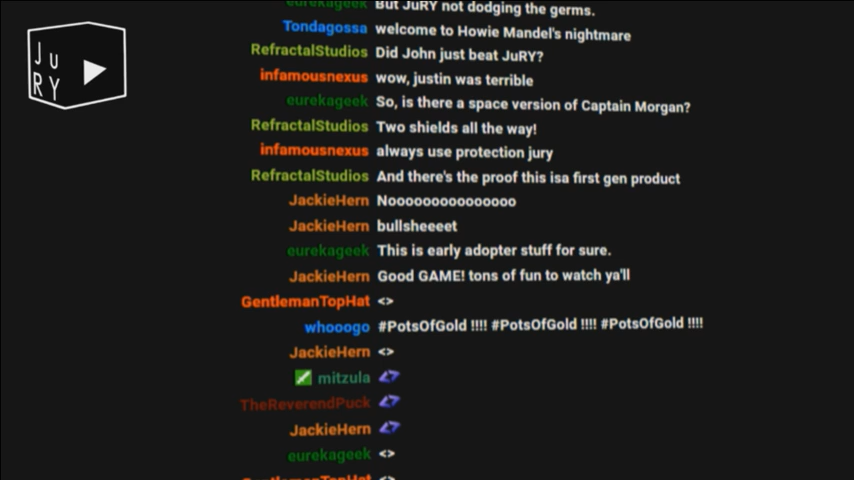 JURY
eurekageek But JuRY not dodging the germs.
Tondagossa welcome to Howie Mandel's nightmare
RefractalStudios Did John just beat JuRY?
infamousnexus wow, justin was terrible
eurekageek So, is there a space version of Captain Morgan?
RefractalStudios Two shields all the way!
infamousnexus always use protection jury
RefractalStudios And there's the proof this isa first gen product
JackieHern Nooooooooooooooo
JackieHern bullsheeeet
eurekageek This is early adopter stuff for sure.
JackieHern Good GAME! tons of fun to watch ya'll
GentlemanTopHat <>
whooogo #PotsOfGold !!!! #PotsOfGold !!!! #PotsOfGold !!!!
JackieHern <>
mitzula
TheReverendPuck
JackieHern
eurekageek <>
GentlemanTopHat <>